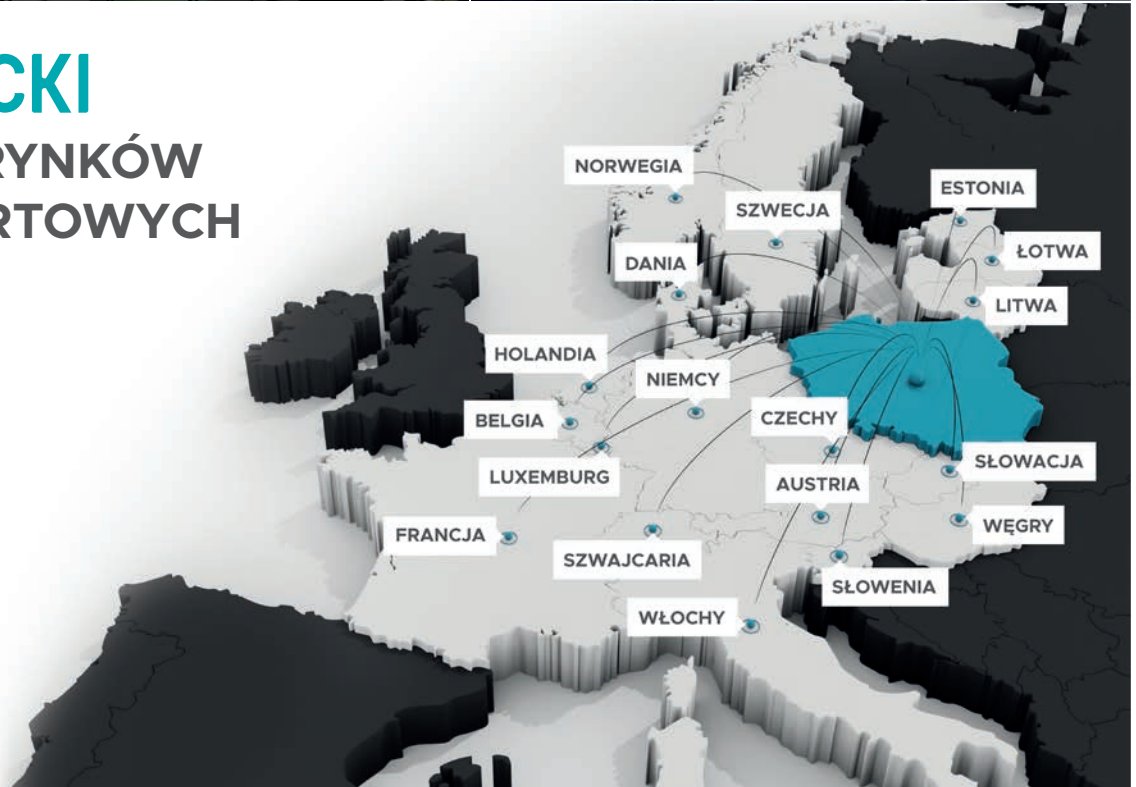 CKI
RYNKÓW
RTOWYCH
NORWEGIA
ESTONIA
SZWECJA
ŁOTWA
DANIA
LITWA
HOLANDIA
NIEMCY
BELGIA
CZECHY
SŁOWACJA
LUXEMBURG
AUSTRIA
FRANCJA
WĘGRY
SZWAJCARIA
SŁOWENIA
WŁOCHY